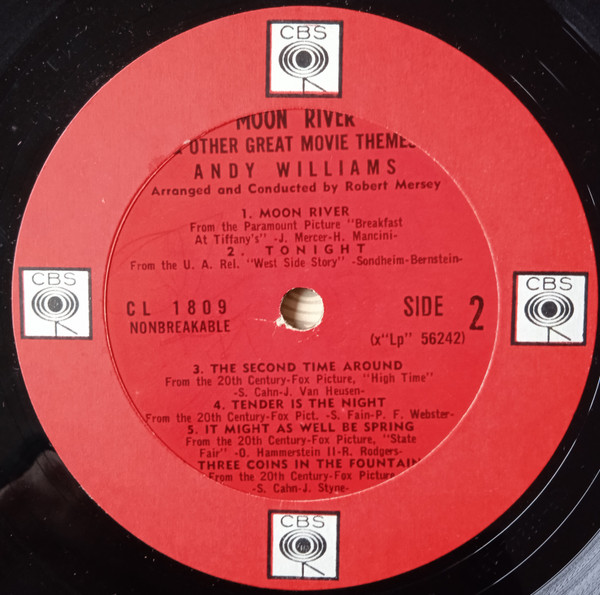 CBS
MOON RIVER
& OTHER GREAT MOVIE THEMES
ANDY WILLIAMS
Arranged and Conducted by Robert Mersey
1. MOON RIVER
From the Paramount Picture "Breakfast
At Tiffany's" -J. Mercer-H. Mancini-
2. TONIGHT
From the U. A. Rel. "West Side Story" -Sondheim-Bernstein-
CBS
CBS
CL 1809
NONBREAKABLE
SIDE 2
(x"Lp" 56242)
3. THE SECOND TIME AROUND
From the 20th Century-Fox Picture, "High Time"
-S. Cahn-J. Van Heusen-
4. TENDER IS THE NIGHT
From the 20th Century-Fox Pict. -S. Fain-P. F. Webster-
5. IT MIGHT AS WELL BE SPRING
From the 20th Century-Fox Picture, "State
Fair" -O. Hammerstein II-R. Rodgers-
THREE COINS IN THE FOUNTAIN
From the 20th Century-Fox Picture
-S. Cahn-J. Styne-
CBS